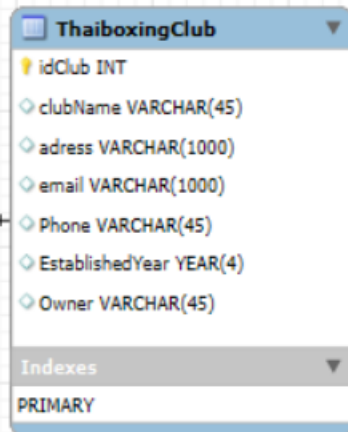 ThaiboxingClub
idClub INT
clubName VARCHAR(45)
adress VARCHAR(1000)
email VARCHAR(1000)
Phone VARCHAR(45)
EstablishedYear YEAR(4)
Owner VARCHAR(45)
Indexes
PRIMARY